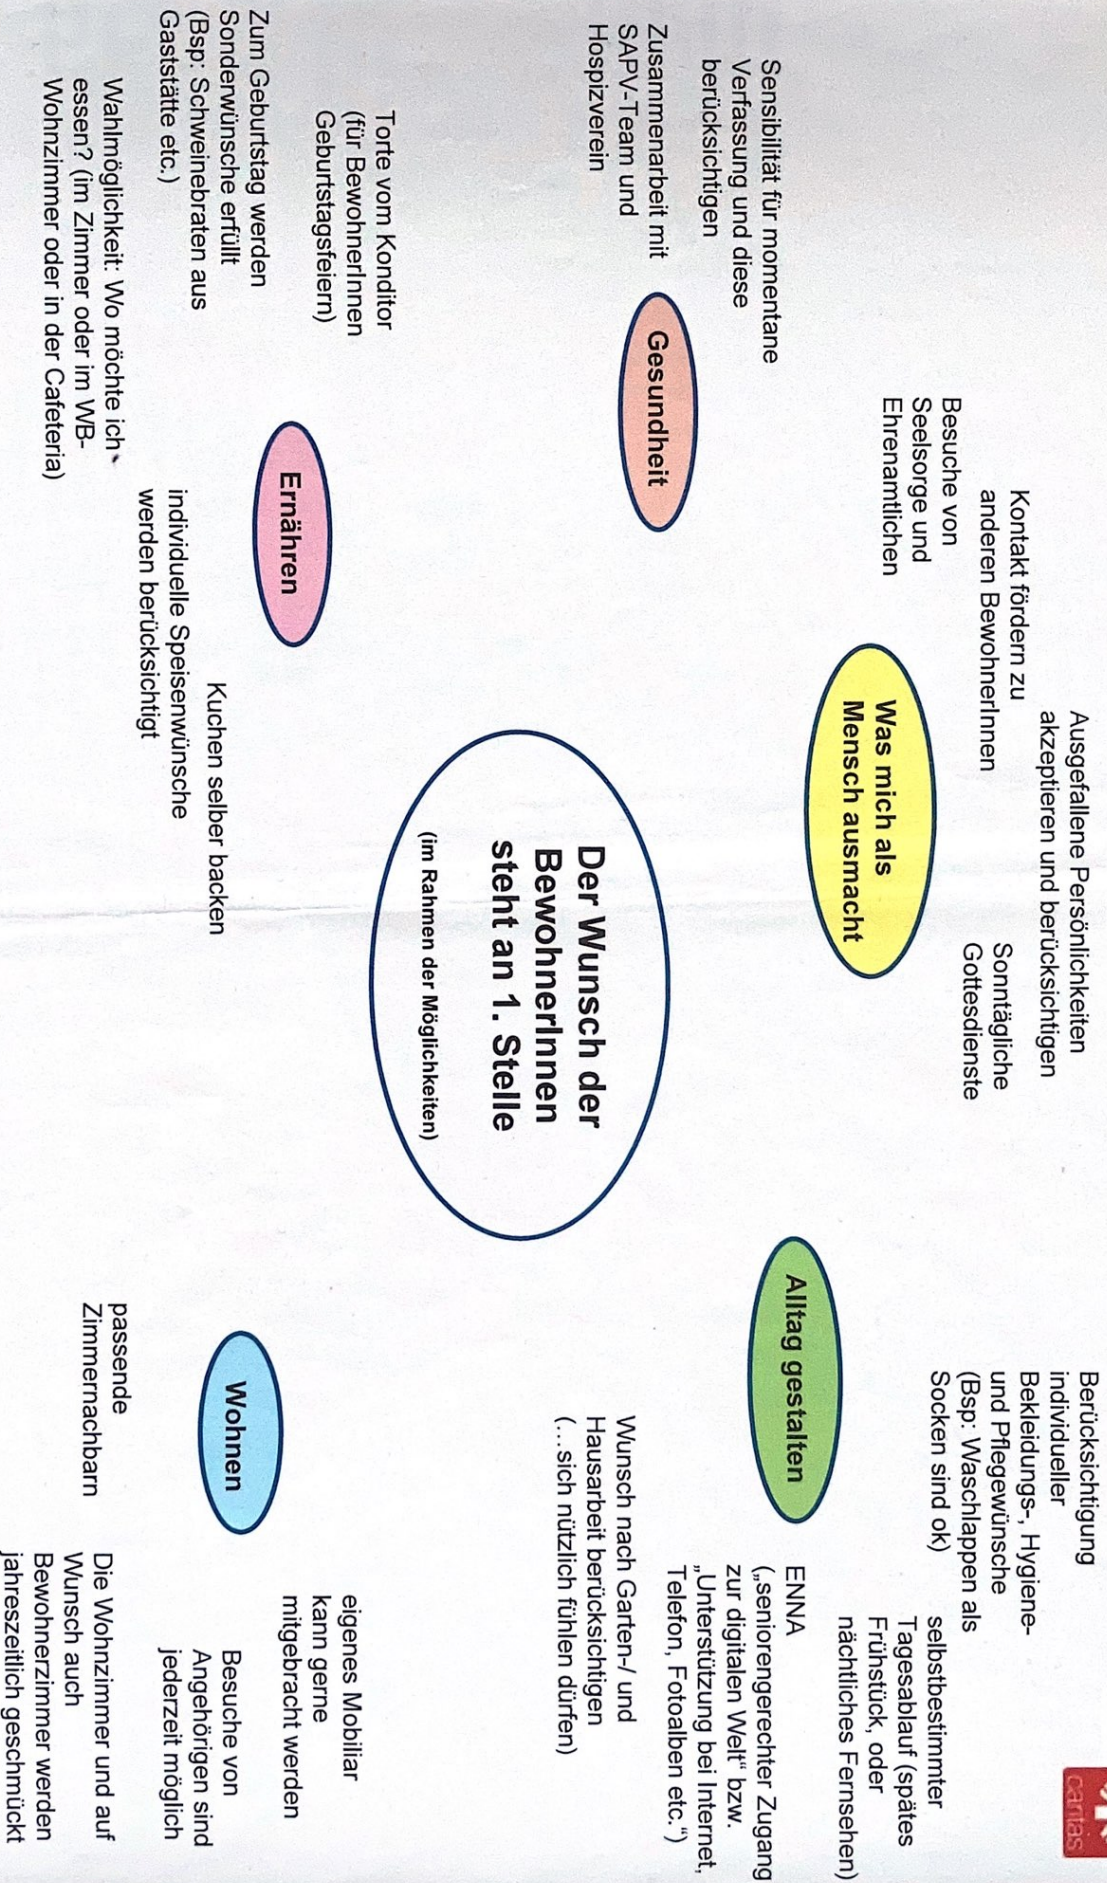 caritas
Ausgefallene Persönlichkeiten
akzeptieren und berücksichtigen
Kontakt fördern zu
anderen BewohnerInnen
Sonntägliche
Gottesdienste
Besuche von
Seelsorge und
Ehrenamtlichen
Was mich als
Mensch ausmacht
Berücksichtigung
individueller
Bekleidungs-, Hygiene-
und Pflegewünsche
(Bsp: Waschlappen als
Socken sind ok)
selbstbestimmter
Tagesablauf (spätes
Frühstück, oder
nächtliches Fernsehen)
Alltag gestalten
ENNA
(„seniorengerechter Zugang
zur digitalen Welt“ bzw.
„Unterstützung bei Internet,
Telefon, Fotoalben etc.“)
Wunsch nach Garten-/ und
Hausarbeit berücksichtigen
(…sich nützlich fühlen dürfen)
Sensibilität für momentane
Verfassung und diese
berücksichtigen
Zusammenarbeit mit
SAPV-Team und
Hospizverein
Gesundheit
Der Wunsch der
BewohnerInnen
steht an 1. Stelle
(im Rahmen der Möglichkeiten)
Torte vom Konditor
(für BewohnerInnen
Geburtstagsfeiern)
Ernähren
Zum Geburtstag werden
Sonderwünsche erfüllt
(Bsp: Schweinebraten aus
Gaststätte etc.)
Kuchen selber backen
individuelle Speisenwünsche
werden berücksichtigt
Wahlmöglichkeit: Wo möchte ich
essen? (im Zimmer oder im WB-
Wohnzimmer oder in der Cafeteria)
eigenes Mobiliar
kann gerne
mitgebracht werden
Wohnen
Besuche von
Angehörigen sind
jederzeit möglich
passende
Zimmernachbarn
Die Wohnzimmer und auf
Wunsch auch
Bewohnerzimmer werden
jahreszeitlich geschmückt